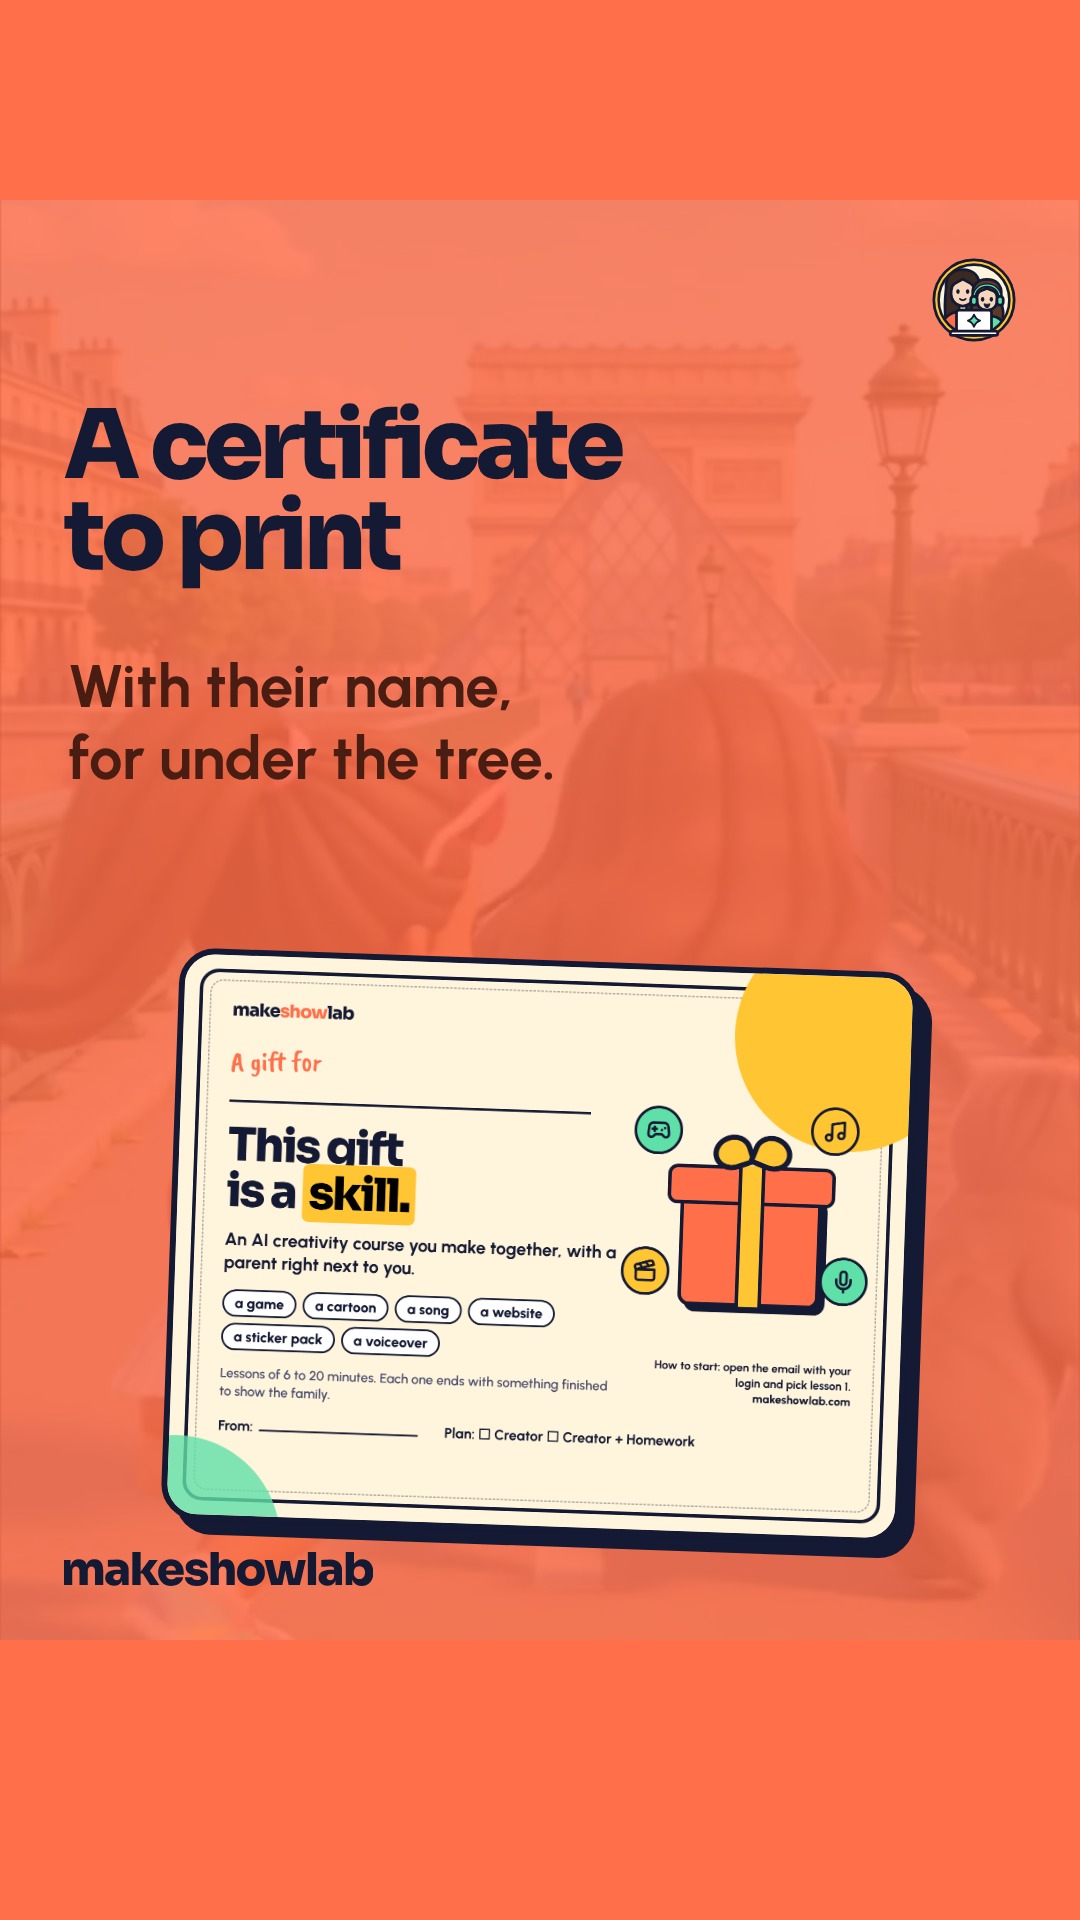 A certificate
to print
With their name,
for under the tree.
makeshowlab
A gift for
This gift
is a skill.
An AI creativity course you make together, with a
parent right next to you.
a game
a cartoon
a song
a website
a sticker pack
a voiceover
Lessons of 6 to 20 minutes. Each one ends with something finished
to show the family.
How to start: open the email with your
login and pick lesson 1.
makeshowlab.com
From:
Plan: ☐ Creator ☐ Creator + Homework
makeshowlab